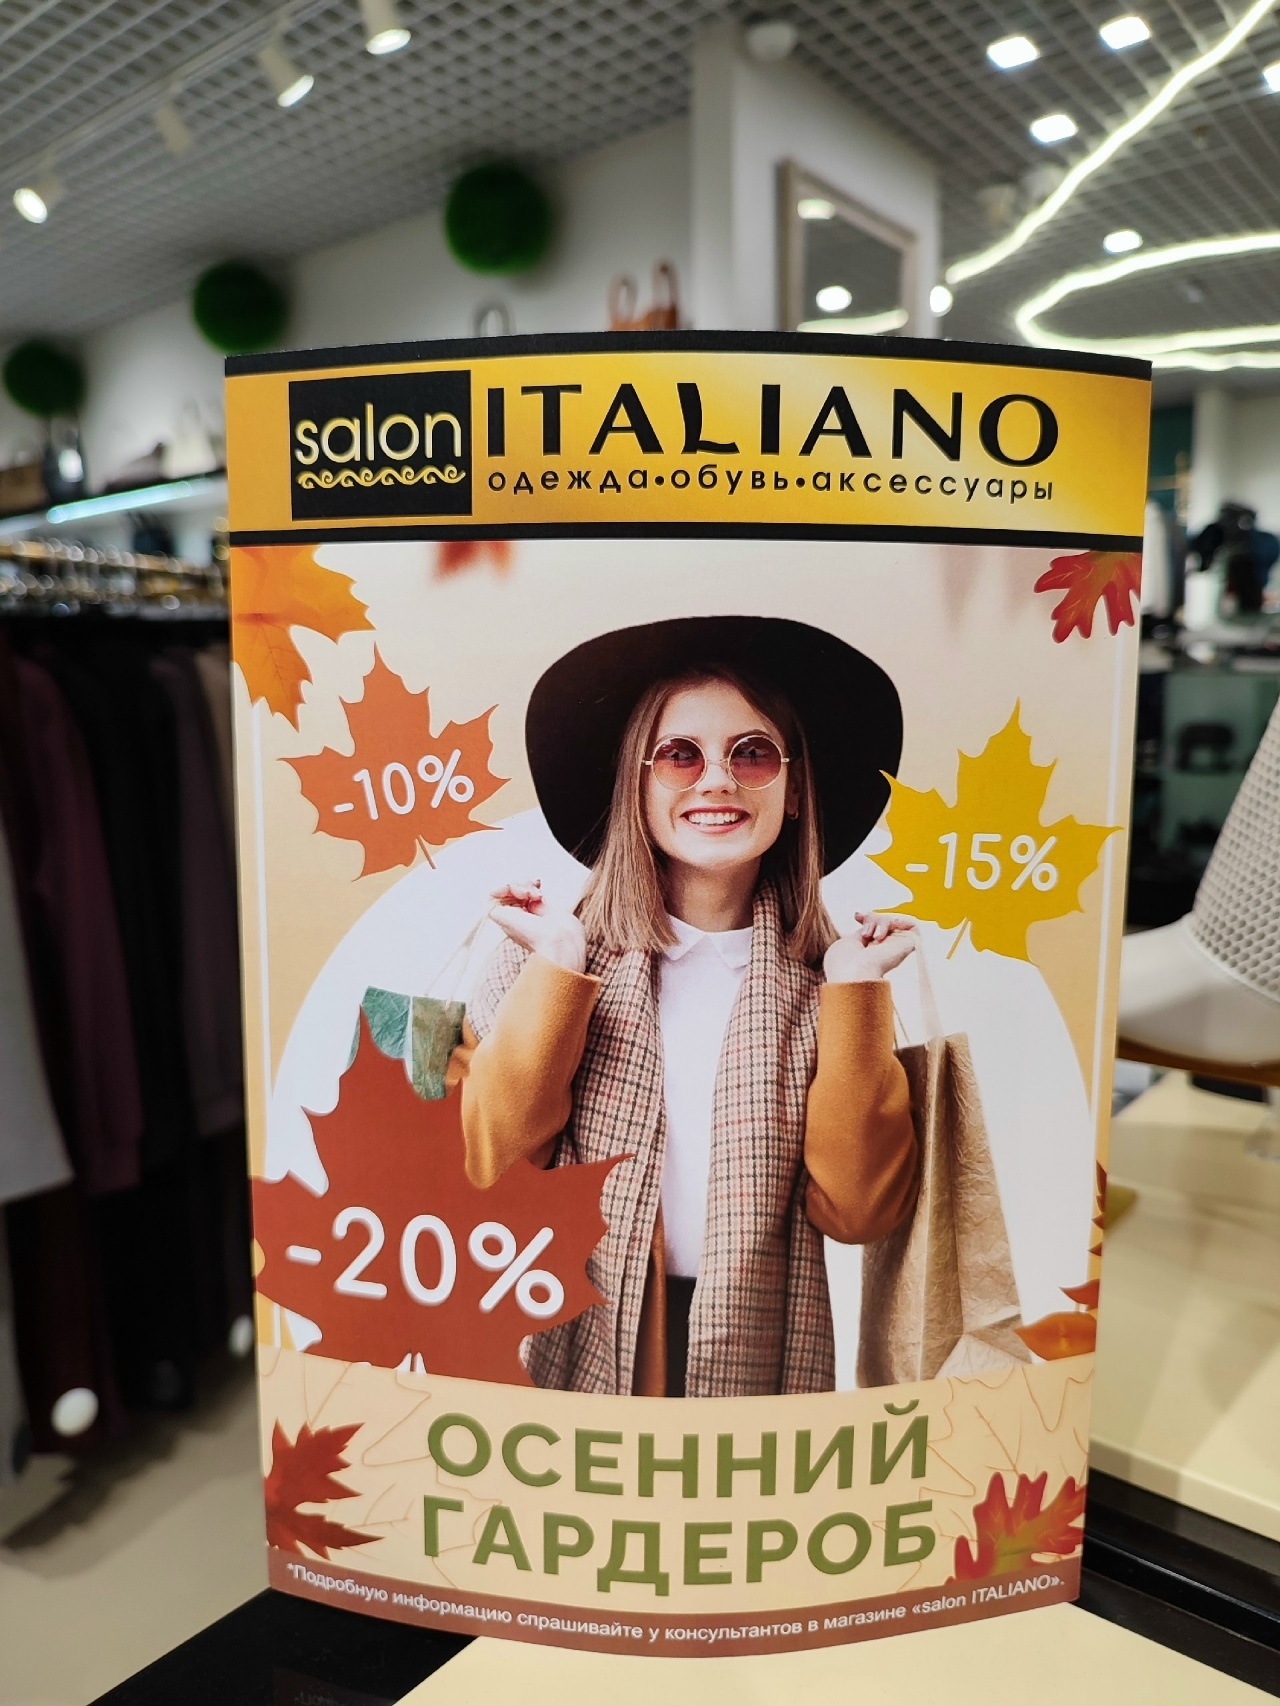 salon
ITALIANO
одежда•обувь•аксессуары
-10%
-15%
-20%
ОСЕННИЙ
ГАРДЕРОБ
*Подробную информацию спрашивайте у консультантов в магазине «salon ITALIANO».